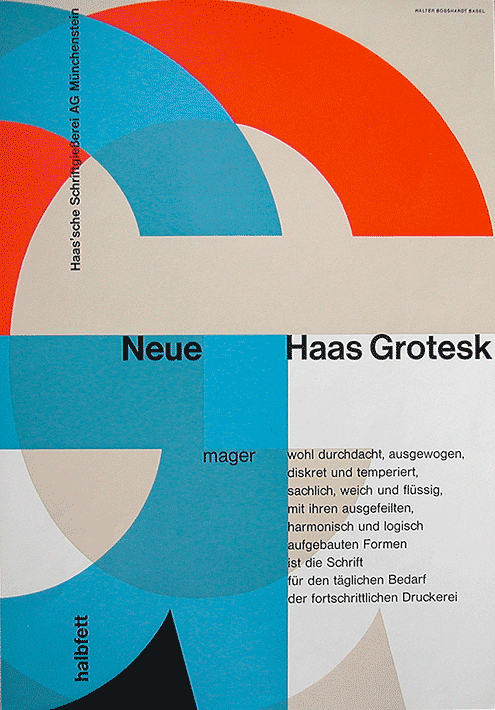 WALTER BOSSHARDT BASEL
Haas'sche Schriftgießerei AG Münchenstein
Neue Haas Grotesk
mager
wohl durchdacht, ausgewogen,
diskret und temperiert,
sachlich, weich und flüssig,
mit ihren ausgefeilten,
harmonisch und logisch
aufgebauten Formen
ist die Schrift
für den täglichen Bedarf
der fortschrittlichen Druckerei
halbfett